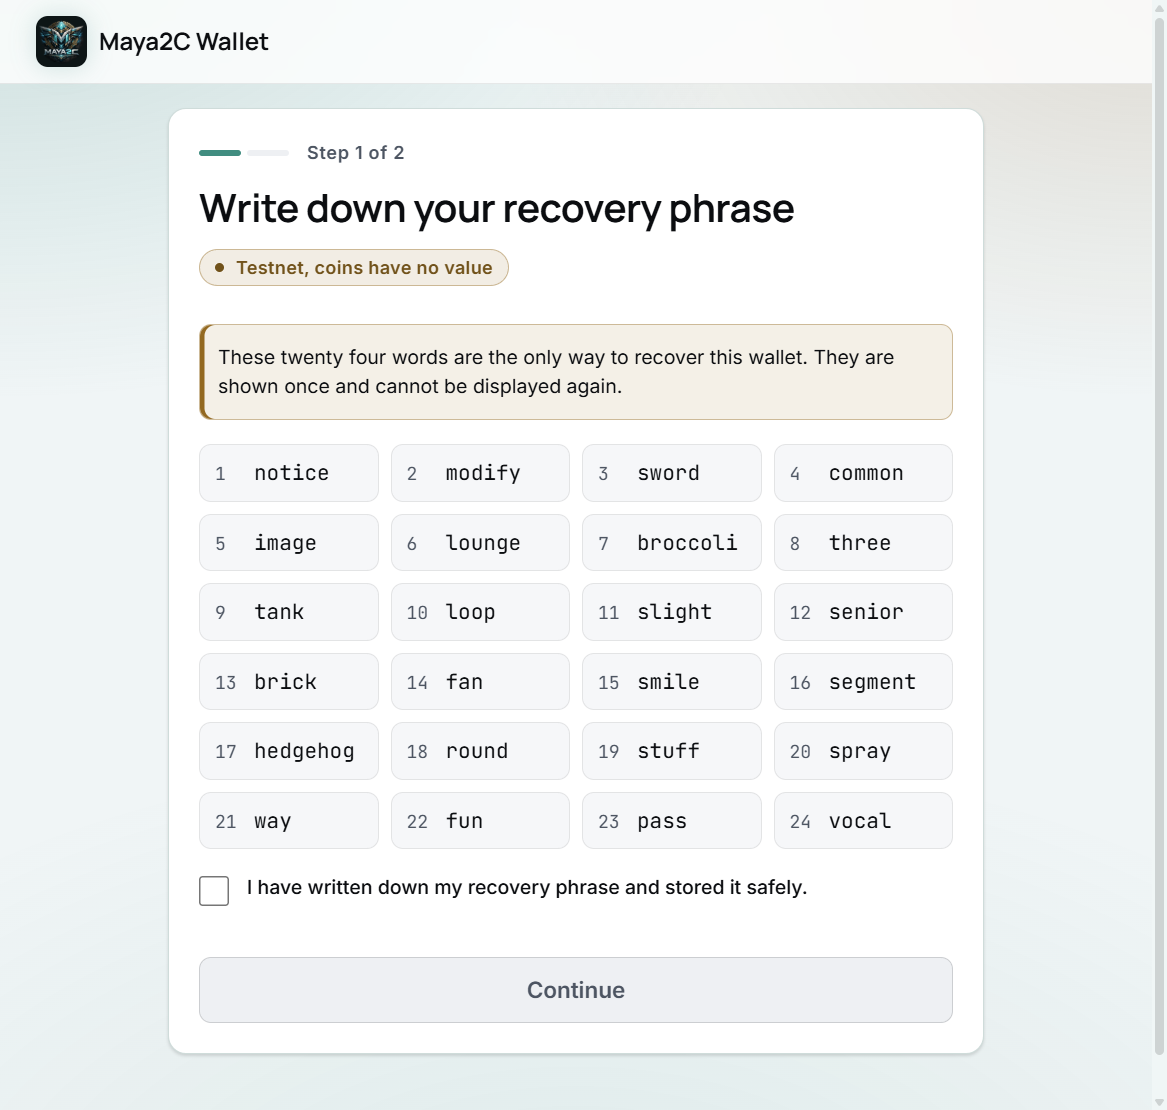 MAYA2C
Maya2C Wallet
Step 1 of 2
Write down your recovery phrase
Testnet, coins have no value
These twenty four words are the only way to recover this wallet. They are
shown once and cannot be displayed again.
1 notice 2 modify 3 sword 4 common
5 image 6 lounge 7 broccoli 8 three
9 tank 10 loop 11 slight 12 senior
13 brick 14 fan 15 smile 16 segment
17 hedgehog 18 round 19 stuff 20 spray
21 way 22 fun 23 pass 24 vocal
I have written down my recovery phrase and stored it safely.
Continue